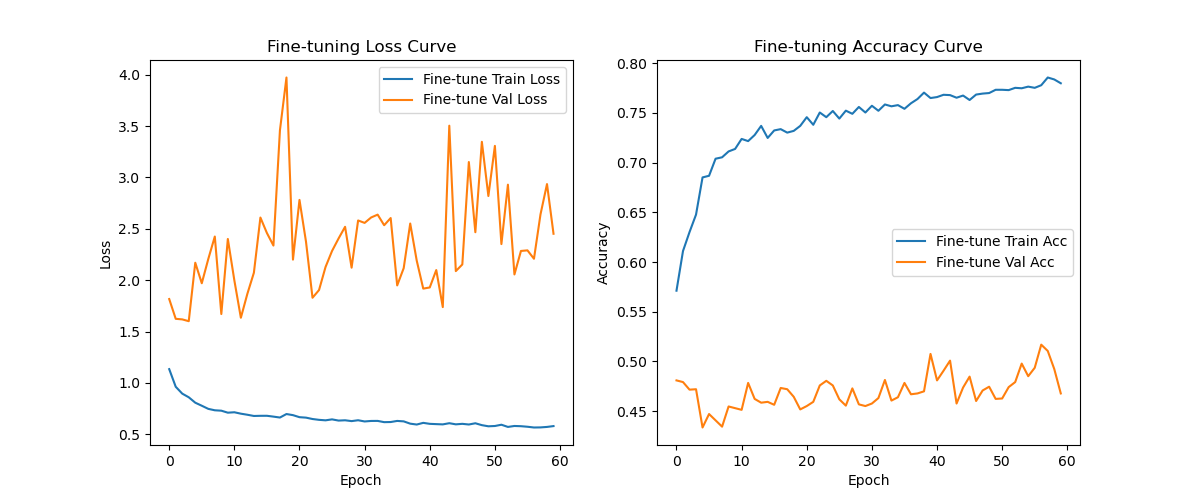 Fine-tuning Loss Curve
4.0
3.5
3.0
2.5
2.0
1.5
1.0
0.5
Loss
0 10 20 30 40 50 60
Epoch
Fine-tune Train Loss
Fine-tune Val Loss
Fine-tuning Accuracy Curve
0.80
0.75
0.70
0.65
0.60
0.55
0.50
0.45
Accuracy
0 10 20 30 40 50 60
Epoch
Fine-tune Train Acc
Fine-tune Val Acc